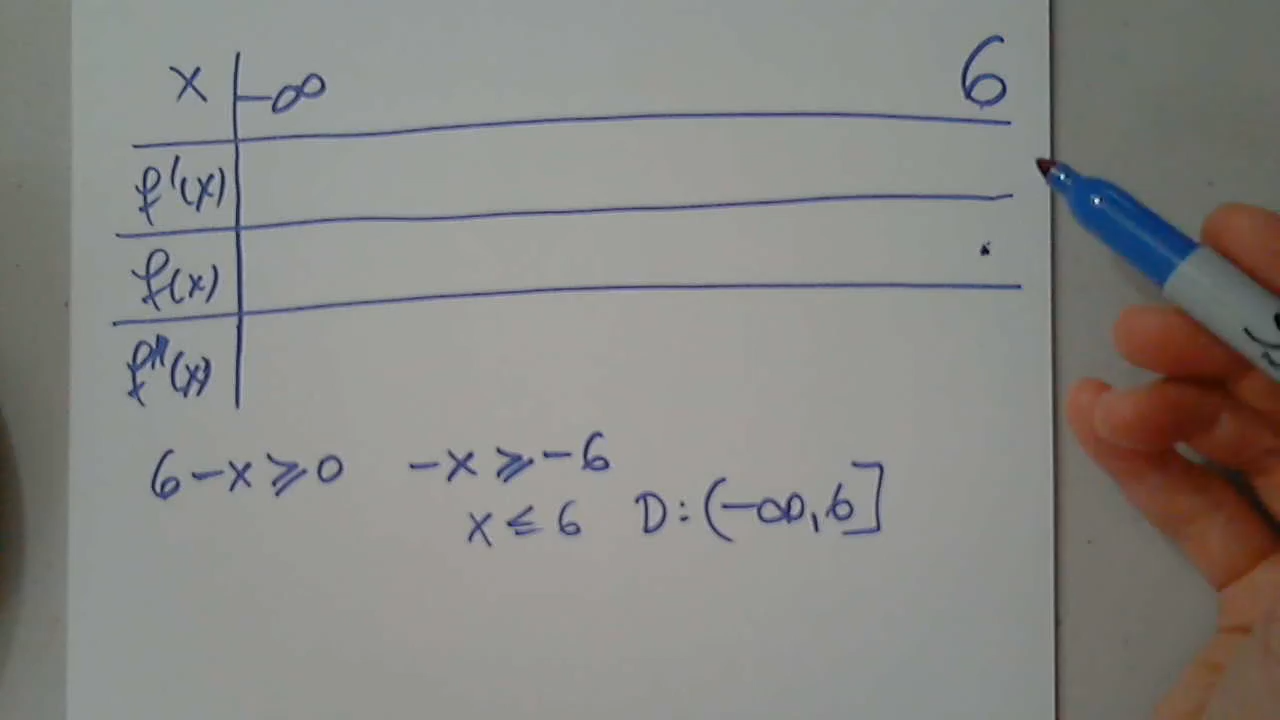 x -∞ 6
f'(x)
f(x) .
f''(x)
6-x⩾0 -x⩾-6
x≤6 D:(-∞,6]